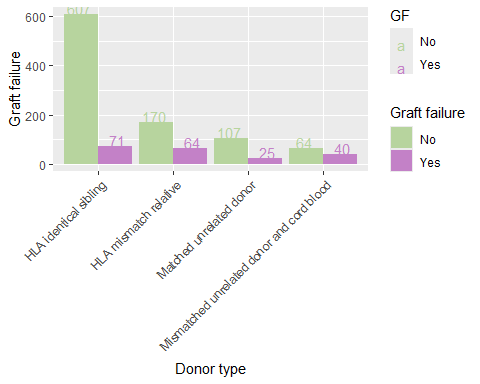 Graft failure
600
400
200
0
607
71
170
64
107
25
64
40
HLA identical sibling
HLA mismatch relative
Matched unrelated donor
Mismatched unrelated donor and cord blood
Donor type
GF
a No
a Yes
Graft failure
No
Yes